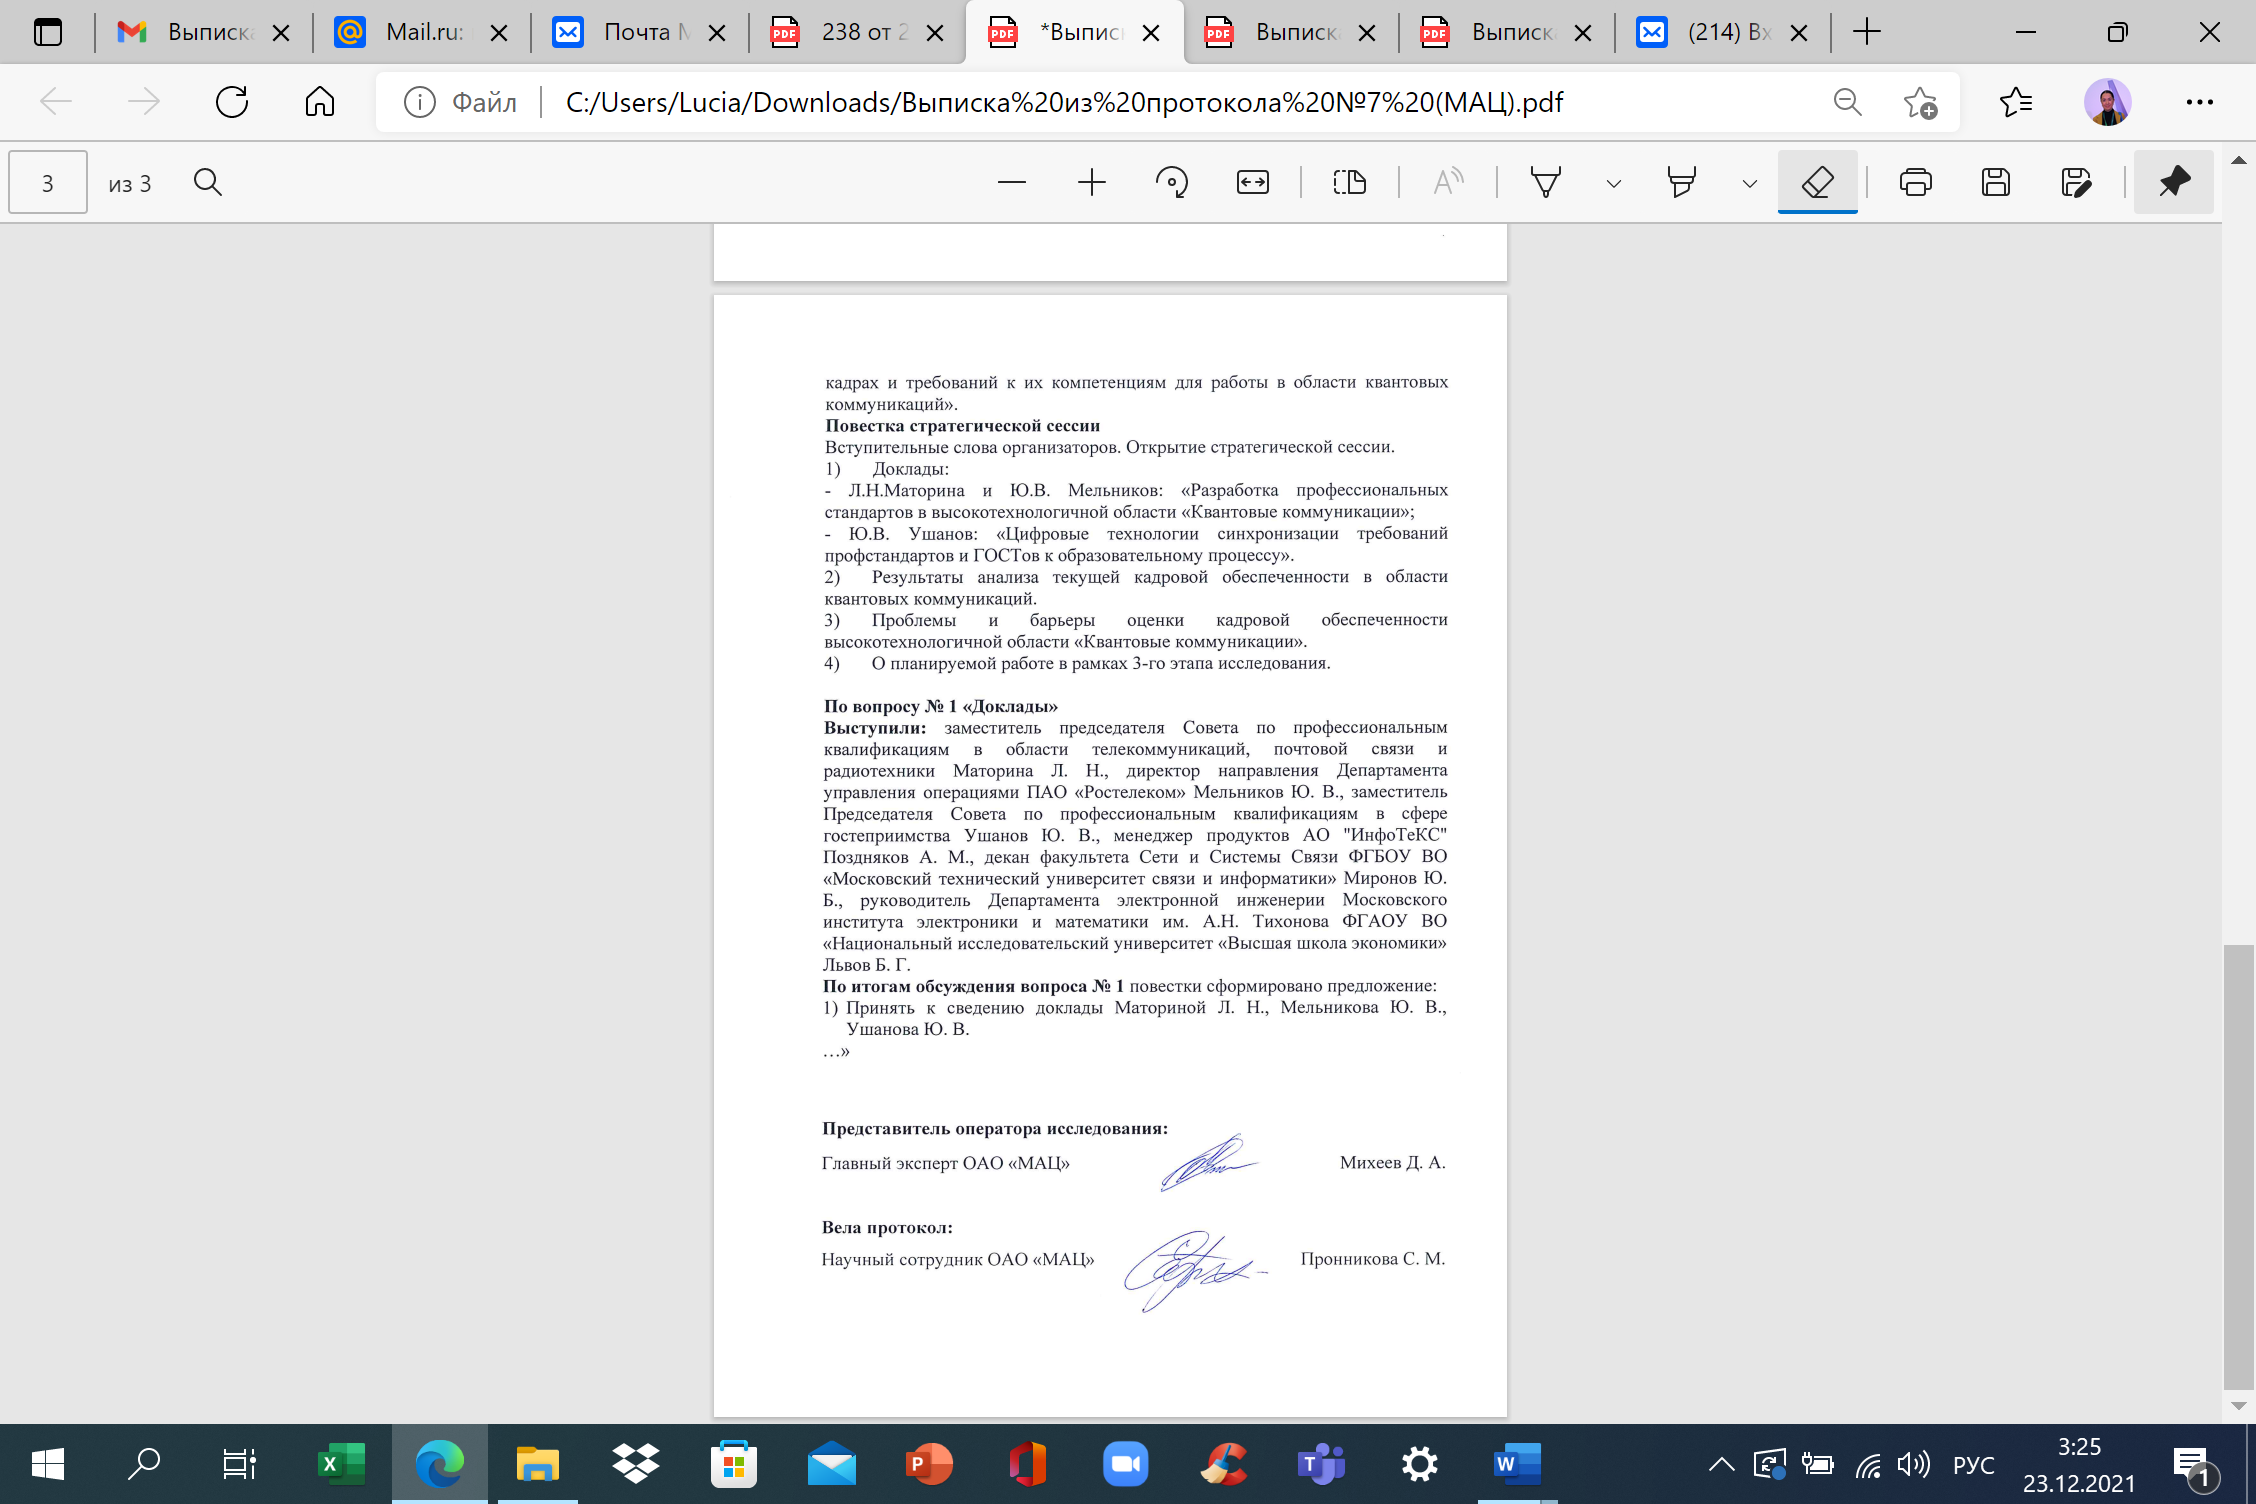 Выписка
Mail.ru:
Почта М
238 от 2
*Выпис
Выписк
Выписк
(214) Вх
Файл
C:/Users/Lucia/Downloads/Выписка%20из%20протокола%20№7%20(МАЦ).pdf
3 из 3
кадрах и требований к их компетенциям для работы в области квантовых
коммуникаций».
Повестка стратегической сессии
Вступительные слова организаторов. Открытие стратегической сессии.
1) Доклады:
- Л.Н.Маторина и Ю.В. Мельников: «Разработка профессиональных
стандартов в высокотехнологичной области «Квантовые коммуникации»;
- Ю.В. Ушанов: «Цифровые технологии синхронизации требований
профстандартов и ГОСТов к образовательному процессу».
2) Результаты анализа текущей кадровой обеспеченности в области
квантовых коммуникаций.
3) Проблемы и барьеры оценки кадровой обеспеченности
высокотехнологичной области «Квантовые коммуникации».
4) О планируемой работе в рамках 3-го этапа исследования.
По вопросу № 1 «Доклады»
Выступили: заместитель председателя Совета по профессиональным
квалификациям в области телекоммуникаций, почтовой связи и
радиотехники Маторина Л. Н., директор направления Департамента
управления операциями ПАО «Ростелеком» Мельников Ю. В., заместитель
Председателя Совета по профессиональным квалификациям в сфере
гостеприимства Ушанов Ю. В., менеджер продуктов АО "ИнфоТеКС"
Поздняков А. М., декан факультета Сети и Системы Связи ФГБОУ ВО
«Московский технический университет связи и информатики» Миронов Ю.
Б., руководитель Департамента электронной инженерии Московского
института электроники и математики им. А.Н. Тихонова ФГАОУ ВО
«Национальный исследовательский университет «Высшая школа экономики»
Львов Б. Г.
По итогам обсуждения вопроса № 1 повестки сформировано предложение:
1) Принять к сведению доклады Маториной Л. Н., Мельникова Ю. В.,
Ушанова Ю. В.
…»
Представитель оператора исследования:
Главный эксперт ОАО «МАЦ» Михеев Д. А.
Вела протокол:
Научный сотрудник ОАО «МАЦ» Пронникова С. М.
РУС
3:25
23.12.2021
1